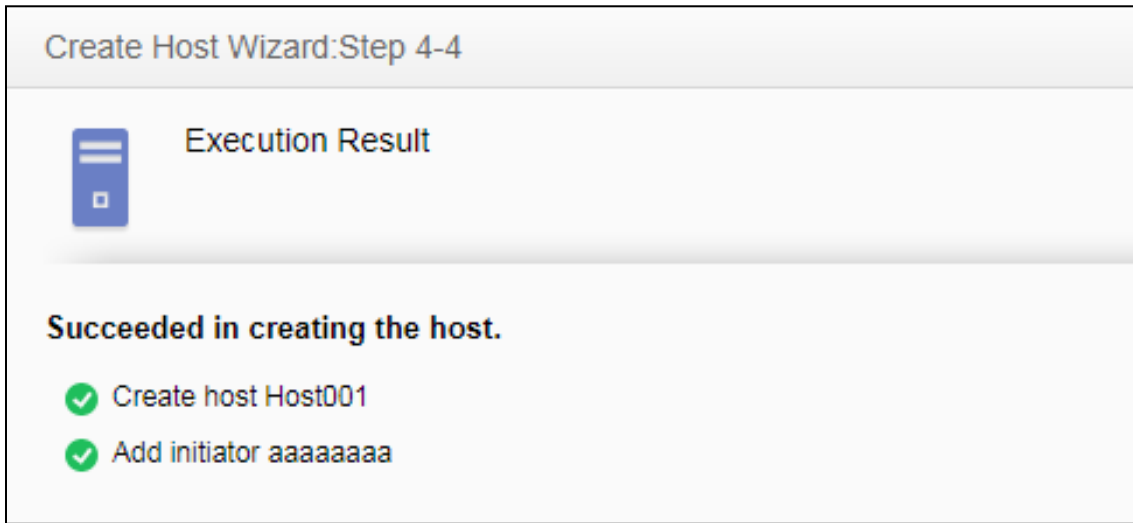 Create Host Wizard:Step 4-4
Execution Result
Succeeded in creating the host.
Create host Host001
Add initiator aaaaaaaa